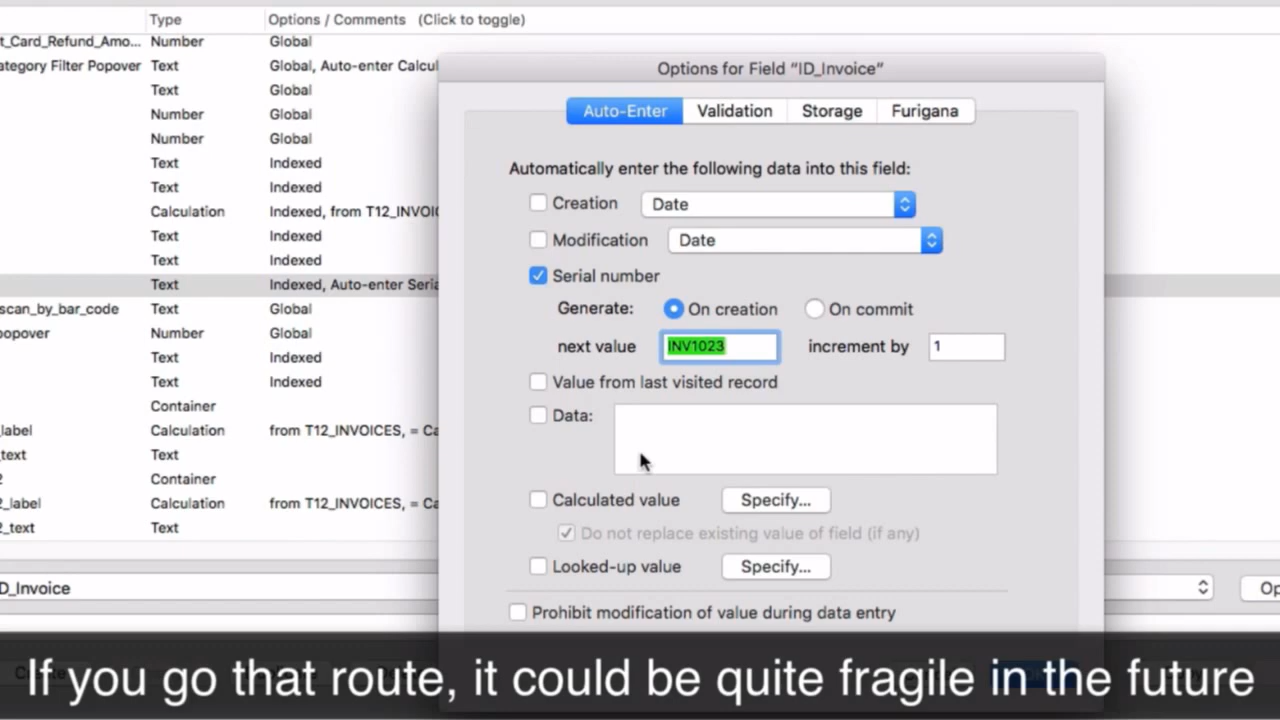 Type Options / Comments (Click to toggle)
t_Card_Refund_Amo... Number Global
ategory Filter Popover Text Global, Auto-enter Calcul
Text Global
Number Global
Number Global
Text Indexed
Text Indexed
Calculation Indexed, from T12_INVOIC
Text Indexed
Text Indexed
Text Indexed, Auto-enter Seria
scan_by_bar_code Text Global
popover Number Global
Text Indexed
Text Indexed
Container
_label Calculation from T12_INVOICES, = Ca
_text Text
2 Container
2_label Calculation from T12_INVOICES, = Ca
2_text Text
D_Invoice
Op
Options for Field “ID_Invoice”
Auto-Enter Validation Storage Furigana
Automatically enter the following data into this field:
Creation Date
Modification Date
Serial number
Generate: On creation On commit
next value INV1023 increment by 1
Value from last visited record
Data:
Calculated value Specify...
Do not replace existing value of field (if any)
Looked-up value Specify...
Prohibit modification of value during data entry
If you go that route, it could be quite fragile in the future